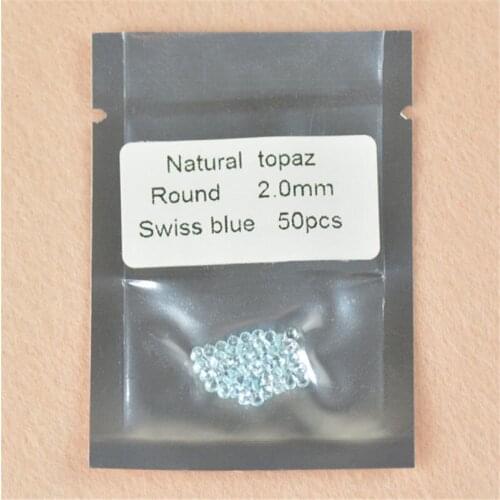 Natural topaz
Round 2.0mm
Swiss blue 50pcs